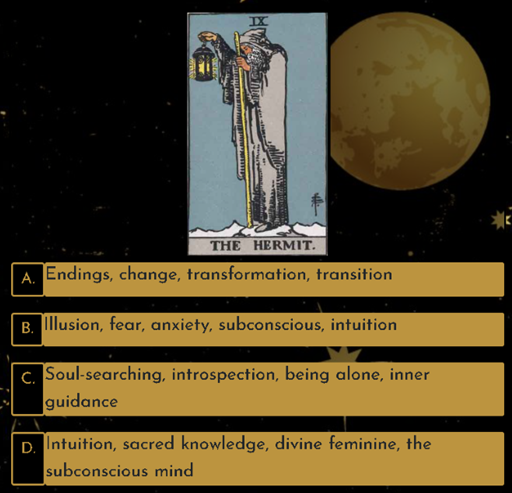 IX
THE HERMIT.
A. Endings, change, transformation, transition
B. Illusion, fear, anxiety, subconscious, intuition
C. Soul-searching, introspection, being alone, inner
guidance
D. Intuition, sacred knowledge, divine feminine, the
subconscious mind